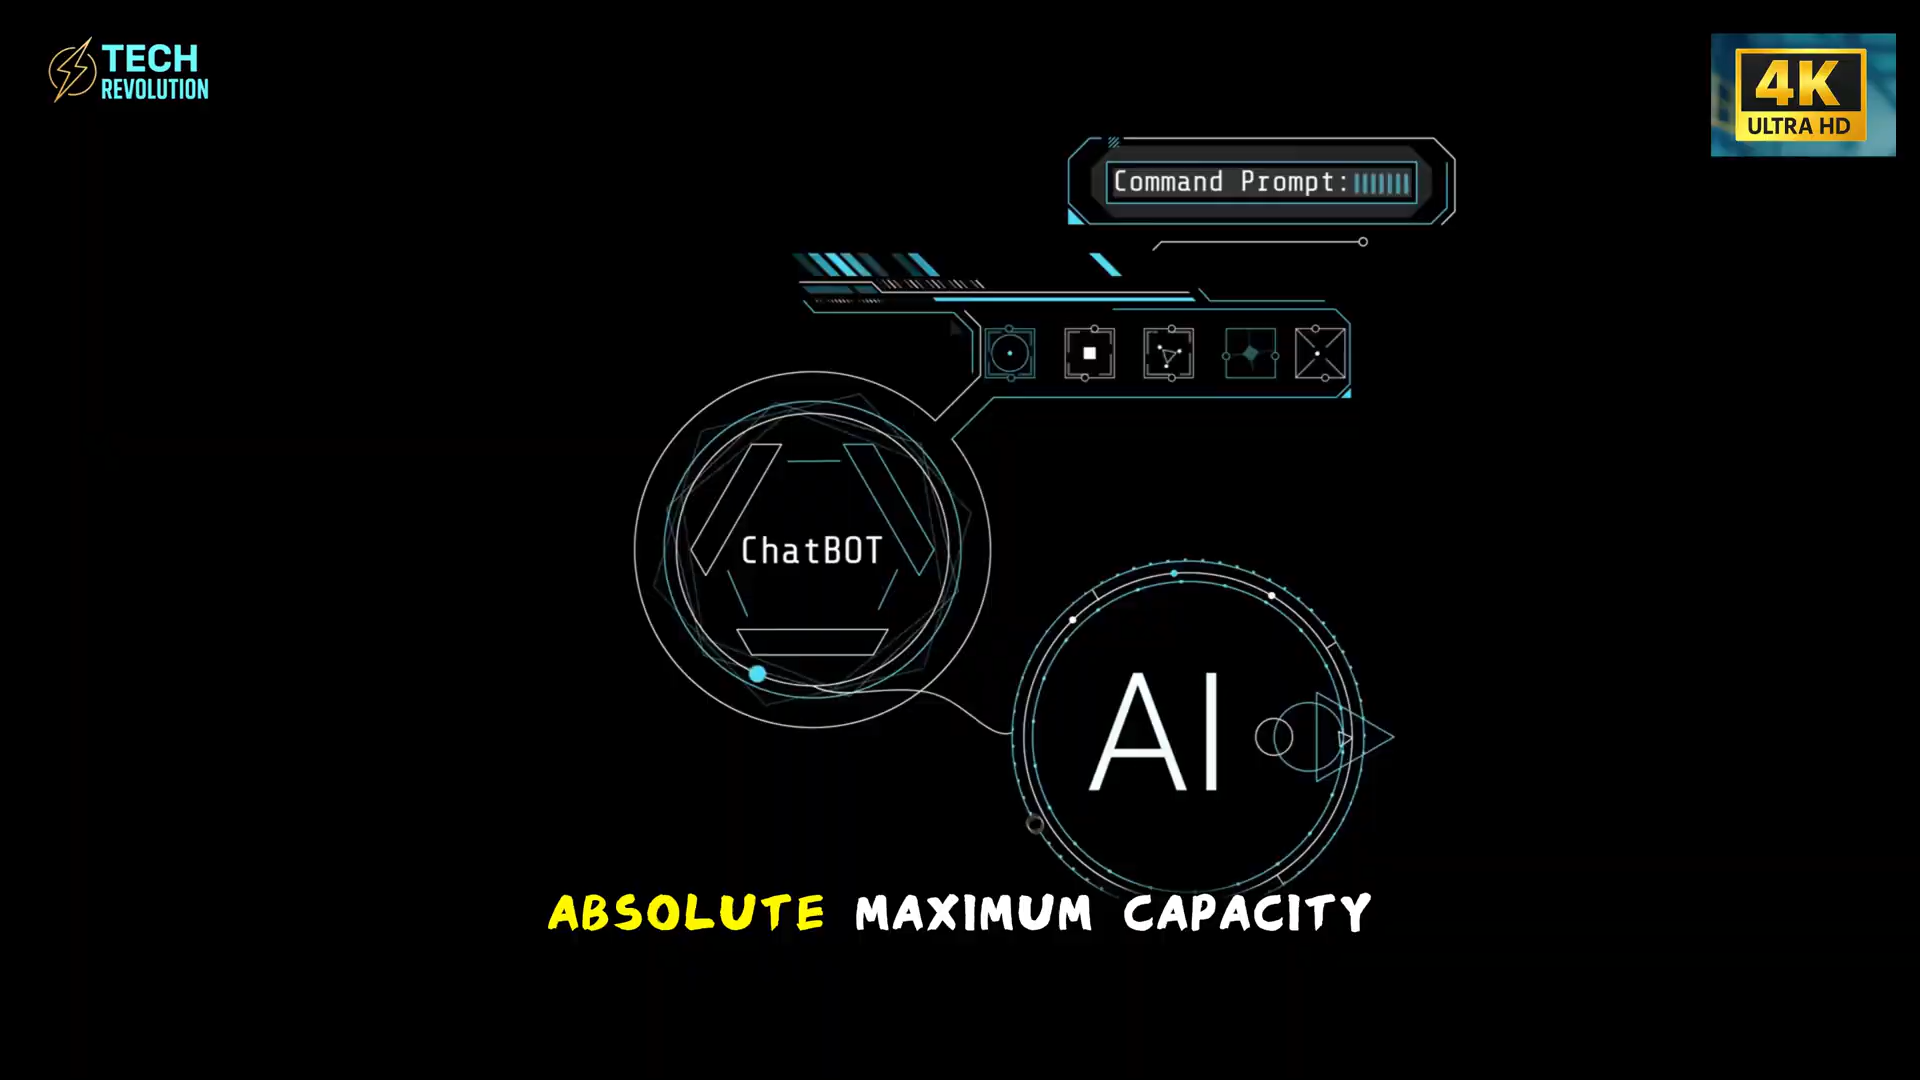 TECH
REVOLUTION
4K
ULTRA HD
Command Prompt:
ChatBOT
AI
ABSOLUTE MAXIMUM CAPACITY